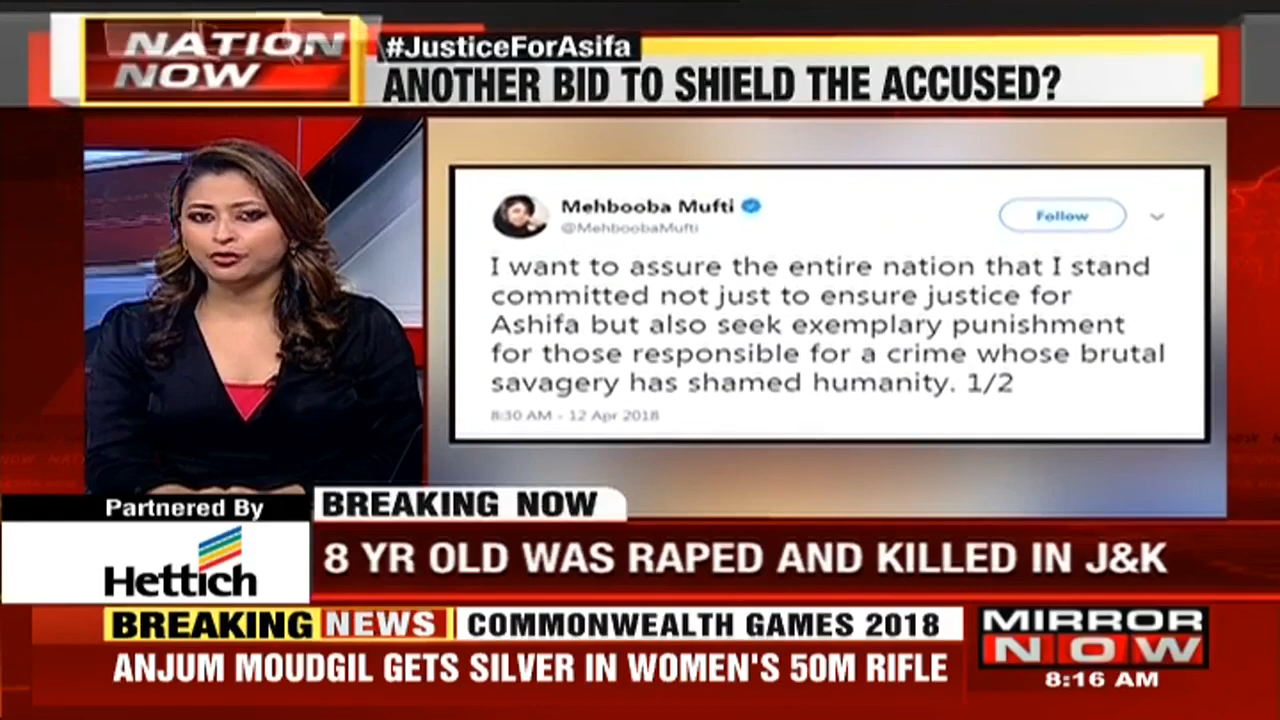 NATION
NOW
#JusticeForAsifa
ANOTHER BID TO SHIELD THE ACCUSED?
Mehbooba Mufti
@MehboobaMufti
Follow
I want to assure the entire nation that I stand
committed not just to ensure justice for
Ashifa but also seek exemplary punishment
for those responsible for a crime whose brutal
savagery has shamed humanity. 1/2
8:30 AM - 12 Apr 2018
Partnered By
Hettich
BREAKING NOW
8 YR OLD WAS RAPED AND KILLED IN J&K
BREAKING NEWS
COMMONWEALTH GAMES 2018
ANJUM MOUDGIL GETS SILVER IN WOMEN'S 50M RIFLE
MIRROR
NOW
8:16 AM